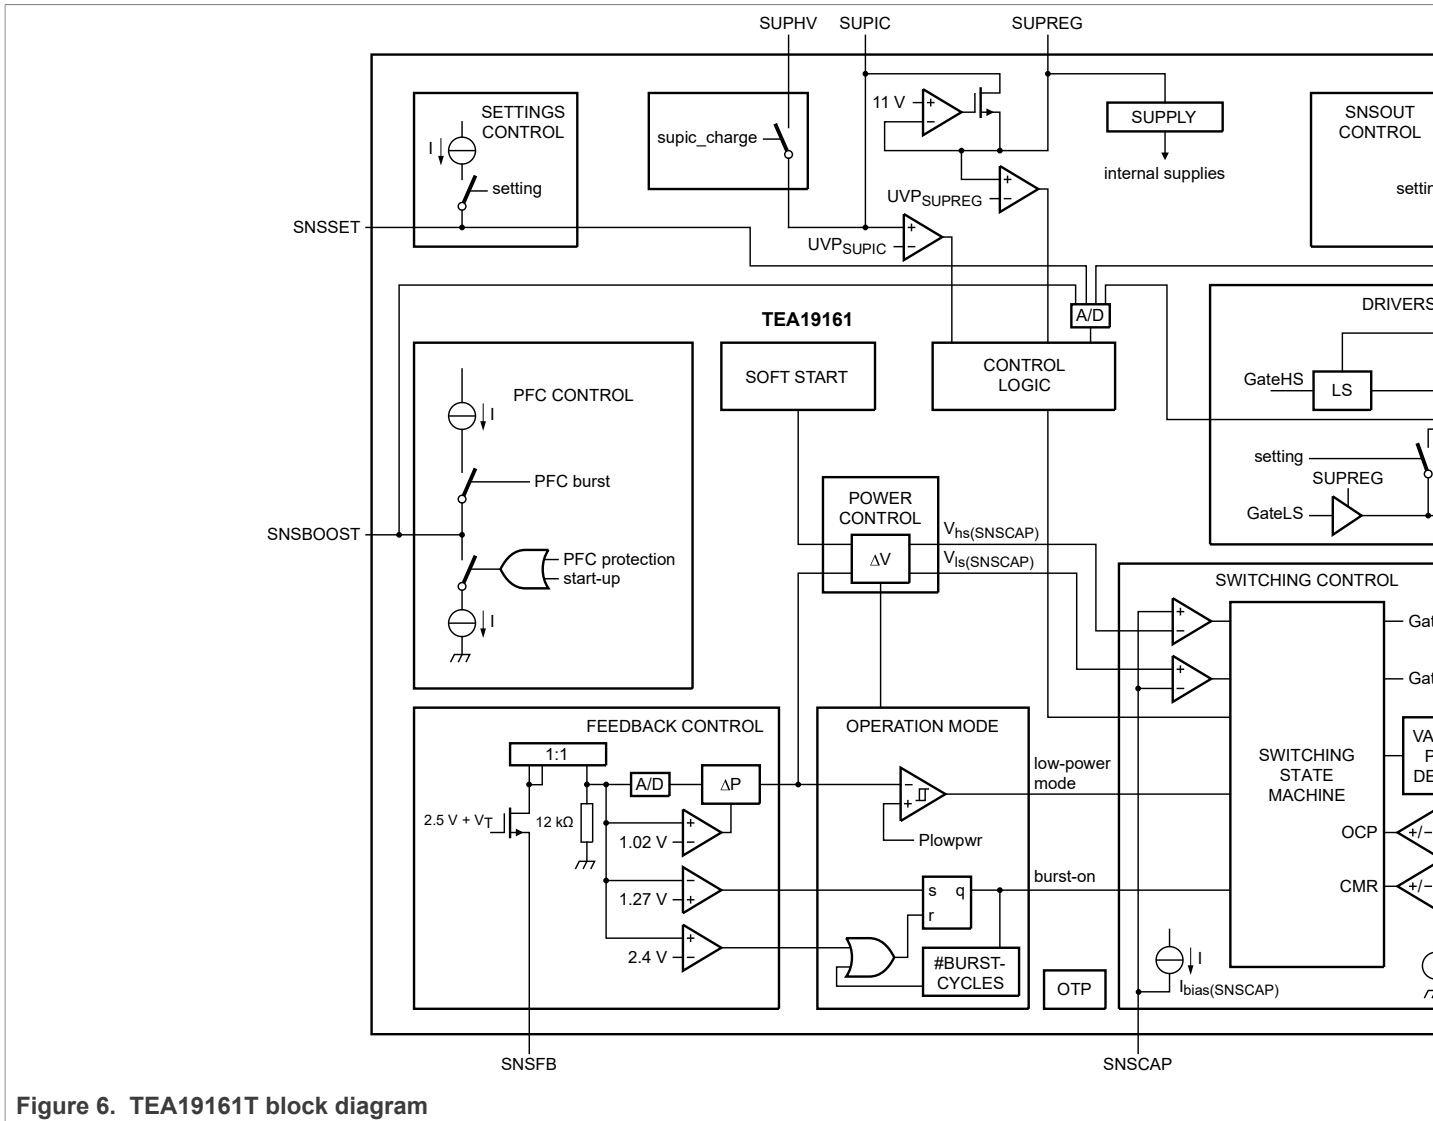 SUPHV SUPIC SUPREG
SETTINGS
CONTROL
I
setting
SNSSET
supic_charge
11 V
+
−
UVPSUPREG
+
−
UVPSUPIC
+
−
SUPPLY
internal supplies
SNSOUT
CONTROL
A/D
TEA19161
PFC CONTROL
I
PFC burst
SNSBOOST
PFC protection
start-up
I
SOFT START
CONTROL
LOGIC
DRIVERS
GateHS
LS
setting
SUPREG
GateLS
POWER
CONTROL
ΔV
Vhs(SNSCAP)
Vls(SNSCAP)
SWITCHING CONTROL
+
−
+
−
SWITCHING
STATE
MACHINE
OCP
+/−
CMR
+/−
I
Ibias(SNSCAP)
FEEDBACK CONTROL
1:1
A/D
ΔP
2.5 V + VT
12 kΩ
+
1.02 V −
−
1.27 V +
+
2.4 V −
OPERATION MODE
−
+
Plowpwr
low-power
mode
s q
r
burst-on
#BURST-
CYCLES
OTP
SNSFB
SNSCAP
Figure 6. TEA19161T block diagram